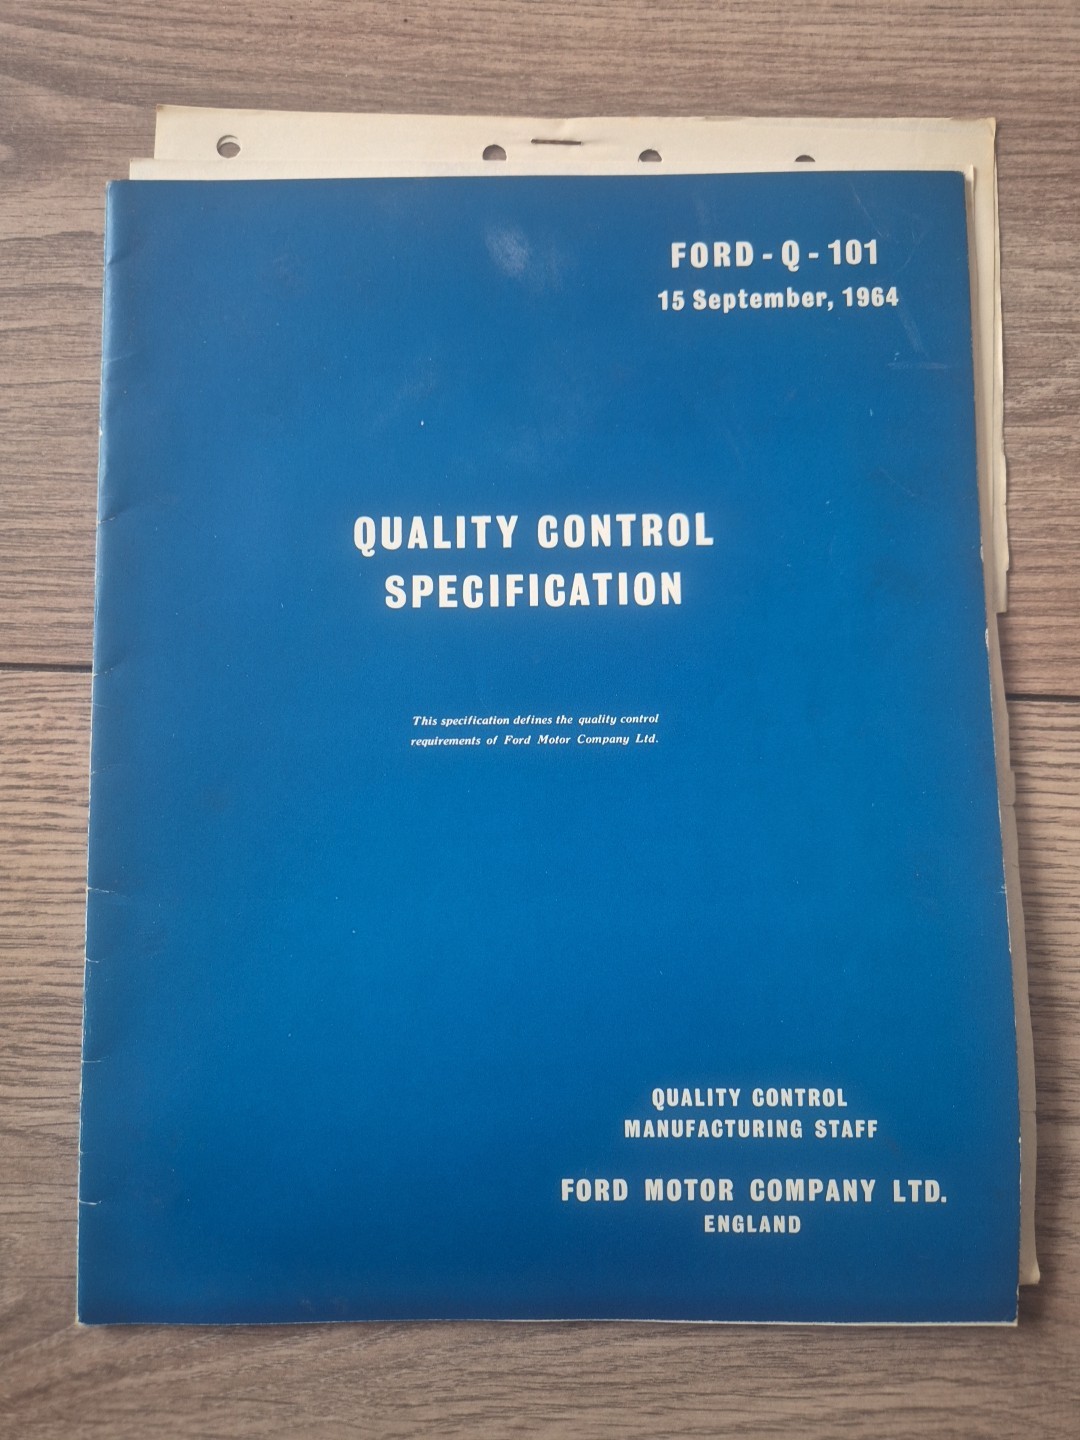 FORD - Q - 101
15 September, 1964
QUALITY CONTROL
SPECIFICATION
This specification defines the quality control
requirements of Ford Motor Company Ltd.
QUALITY CONTROL
MANUFACTURING STAFF
FORD MOTOR COMPANY LTD.
ENGLAND